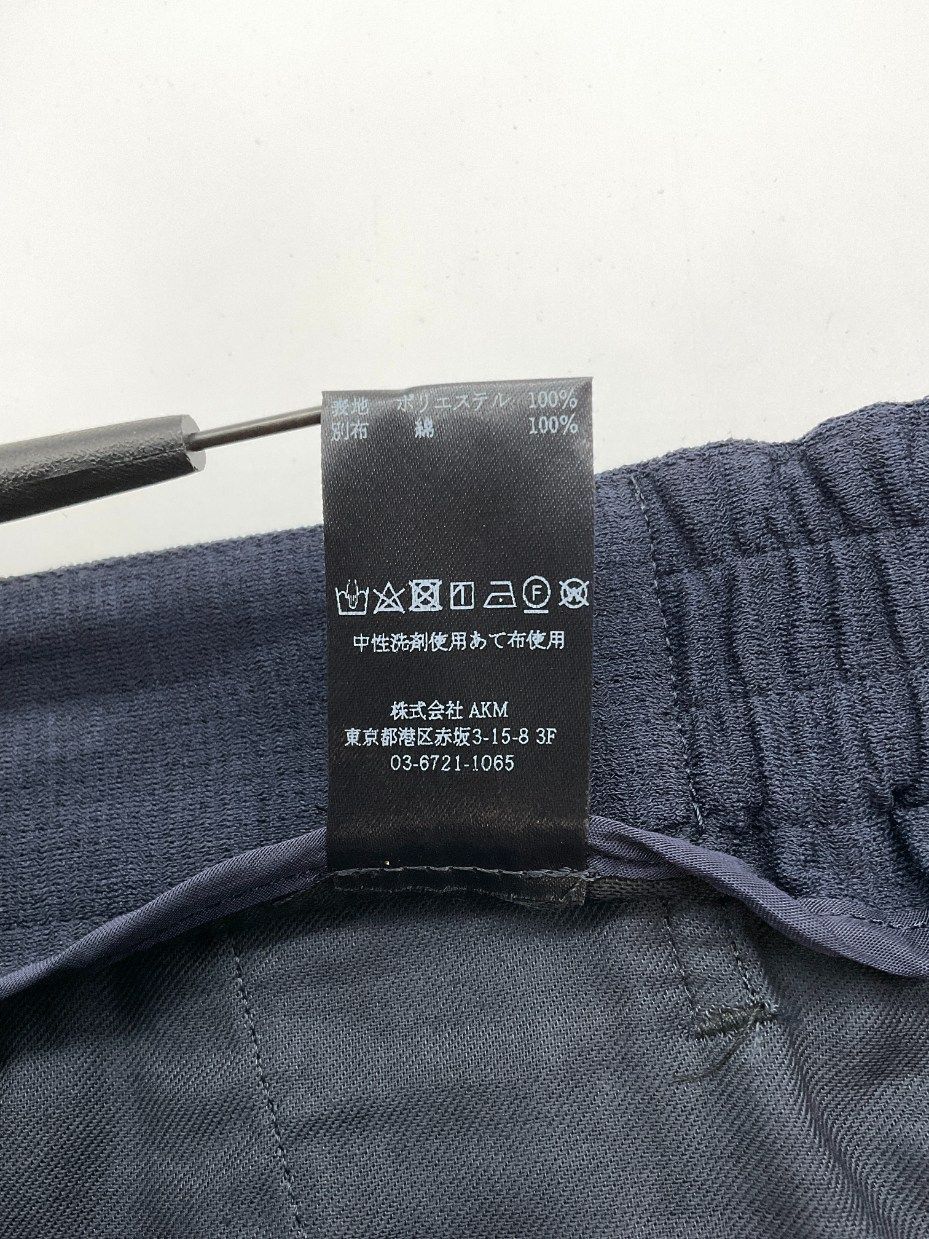 表地 ポリエステル 100%
別布 綿 100%
F W
中性洗剤使用あて布使用
株式会社 AKM
東京都港区赤坂3-15-8 3F
03-6721-1065